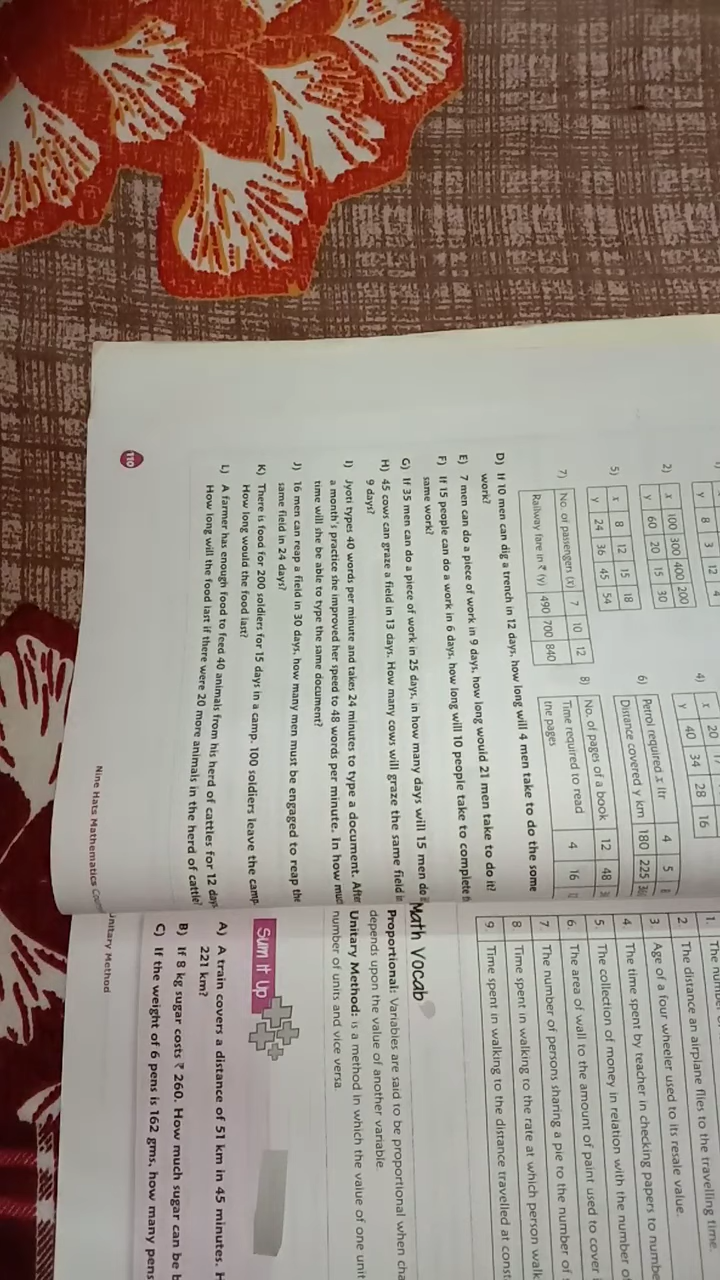 y 8 3 12 4
2)
x 100 300 400 200
y 60 20 15 30
4)
x 20 17
y 40 34 28 16
5)
x 8 12 15 18
y 24 36 45 54
6)
Petrol required x ltr 4 5
Distance covered y km 180 225
7)
No. of passengers (x) 7 10 12
Railway fare in ₹ (y) 490 700 840
8)
No. of pages of a book 12 48
Time required to read 4 16
the pages
D) If 10 men can dig a trench in 12 days, how long will 4 men take to do the some
work?
E) 7 men can do a piece of work in 9 days, how long would 21 men take to do it?
F) If 15 people can do a work in 6 days, how long will 10 people take to complete
same work?
G) If 35 men can do a piece of work in 25 days, in how many days will 15 men do
H) 45 cows can graze a field in 13 days. How many cows will graze the same field in
9 days?
I) Jyoti types 40 words per minute and takes 24 minutes to type a document. After
a month's practice she improved her speed to 48 words per minute. In how
time will she be able to type the same document?
J) 16 men can reap a field in 30 days, how many men must be engaged to reap the
same field in 24 days?
K) There is food for 200 soldiers for 15 days in a camp. 100 soldiers leave the camp.
How long would the food last?
L) A farmer has enough food to feed 40 animals from his herd of cattles for 12 days
How long will the food last if there were 20 more animals in the herd of cattle?
110
Nine Hats Mathematics
1. The
2 The distance an airplane flies to the travelling time.
3. Age of a four wheeler used to its resale value.
4. The time spent by teacher in checking papers to
5. The collection of money in relation with the number
6. The area of wall to the amount of paint used to cover
7 The number of persons sharing a pie to the number of
8 Time spent in walking to the rate at which person
9 Time spent in walking to the distance travelled at
Math Vocab
Proportional: Variables are said to be proportional when
depends upon the value of another variable.
Unitary Method: is a method in which the value of one unit
number of units and vice versa
Sum it Up
A) A train covers a distance of 51 km in 45 minutes.
221 km?
B) If 8 kg sugar costs ₹ 260. How much sugar can be
C) If the weight of 6 pens is 162 gms, how many pens
Unitary Method